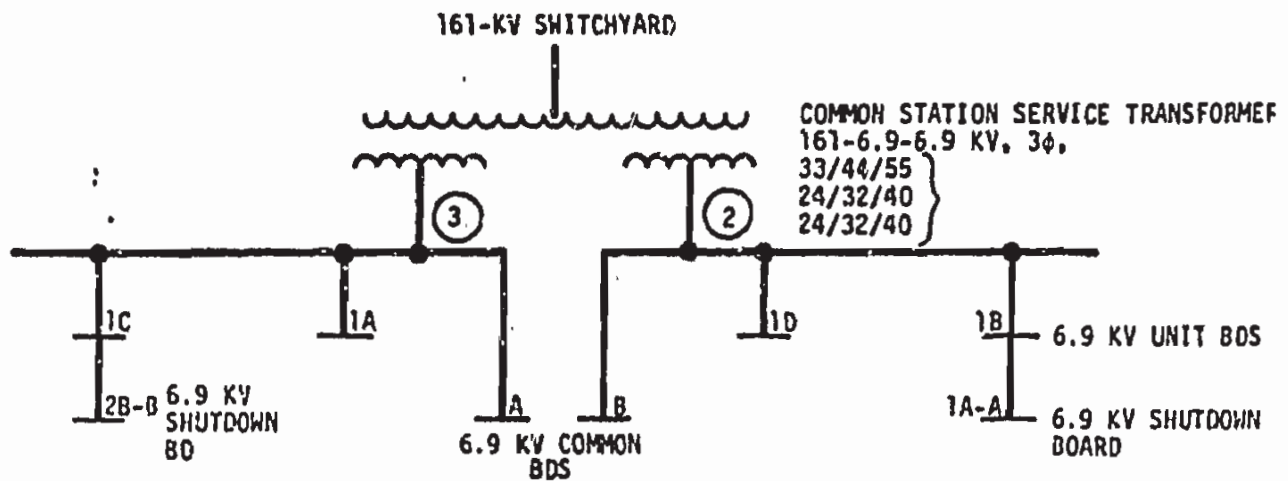 161-KV SWITCHYARD
COMMON STATION SERVICE TRANSFORMER
161-6.9-6.9 KV, 3φ,
33/44/55
24/32/40
24/32/40
3
2
1C
1A
1D
1B
6.9 KV UNIT BDS
2B-B
6.9 KV
SHUTDOWN
BD
A
B
6.9 KV COMMON
BDS
1A-A
6.9 KV SHUTDOWN
BOARD